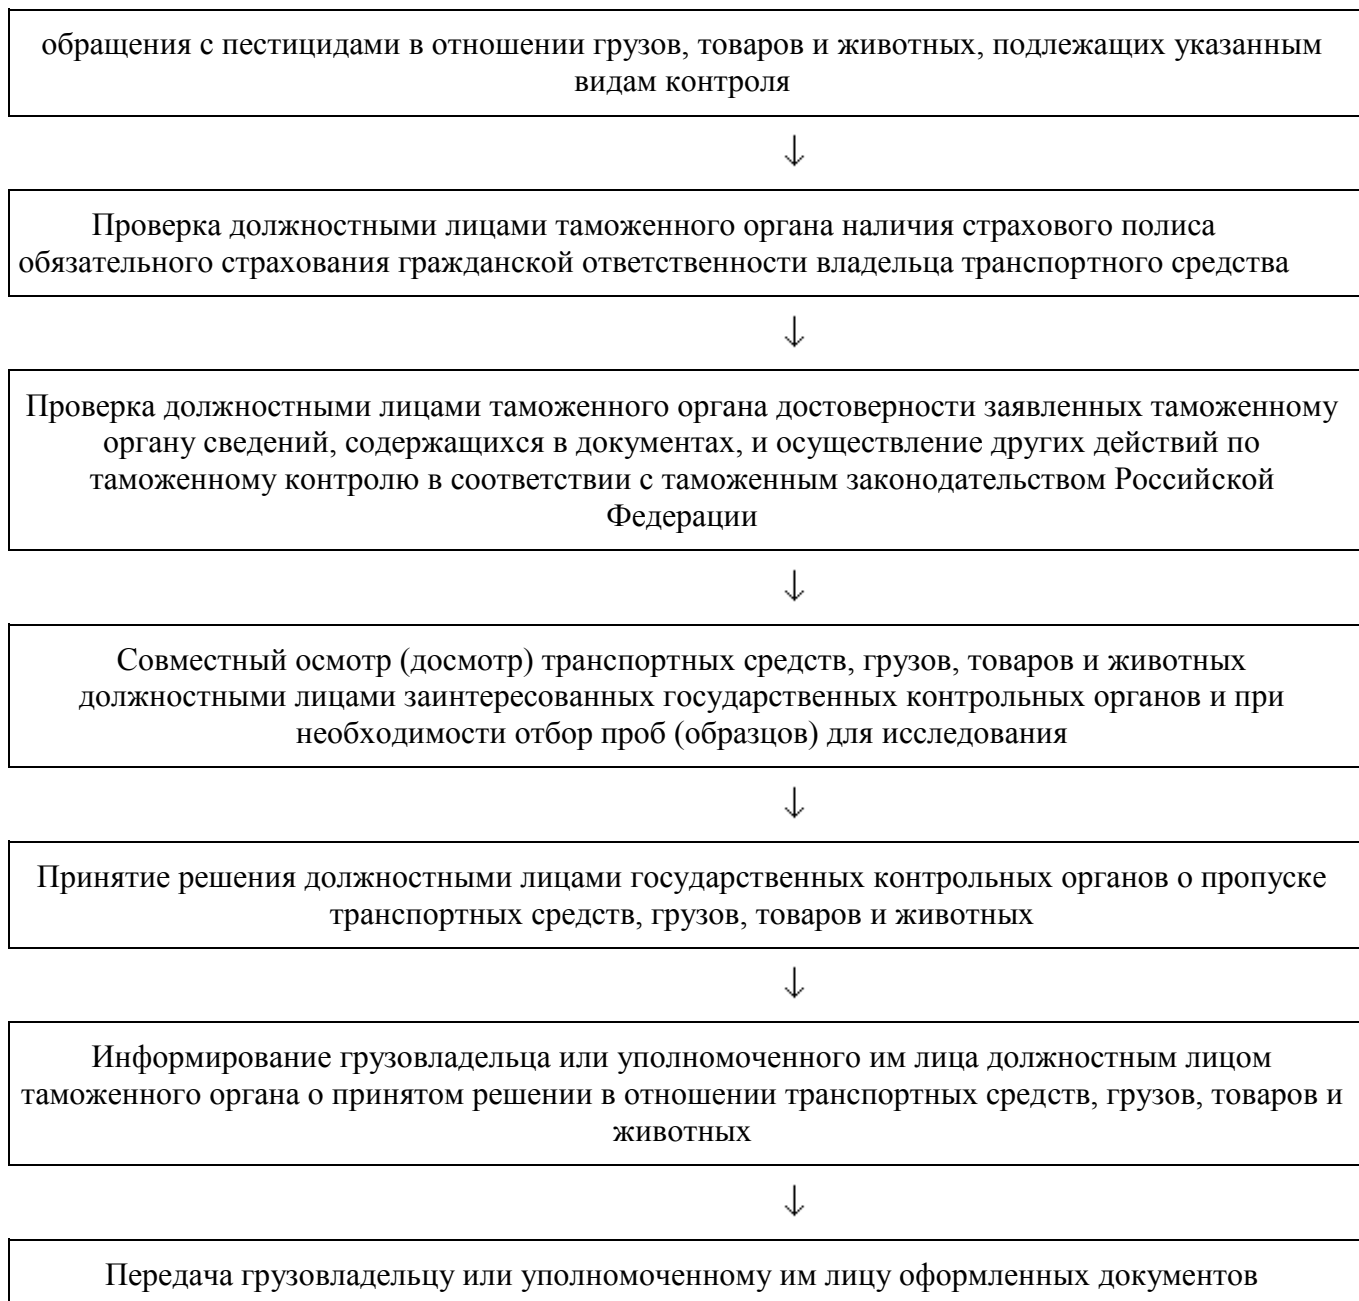 обращения с пестицидами в отношении грузов, товаров и животных, подлежащих указанным
видам контроля
↓
Проверка должностными лицами таможенного органа наличия страхового полиса
обязательного страхования гражданской ответственности владельца транспортного средства
↓
Проверка должностными лицами таможенного органа достоверности заявленных таможенному
органу сведений, содержащихся в документах, и осуществление других действий по
таможенному контролю в соответствии с таможенным законодательством Российской
Федерации
↓
Совместный осмотр (досмотр) транспортных средств, грузов, товаров и животных
должностными лицами заинтересованных государственных контрольных органов и при
необходимости отбор проб (образцов) для исследования
↓
Принятие решения должностными лицами государственных контрольных органов о пропуске
транспортных средств, грузов, товаров и животных
↓
Информирование грузовладельца или уполномоченного им лица должностным лицом
таможенного органа о принятом решении в отношении транспортных средств, грузов, товаров и
животных
↓
Передача грузовладельцу или уполномоченному им лицу оформленных документов